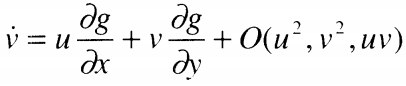 v̇ = u ∂g/∂x + v ∂g/∂y + O(u², v², uv)